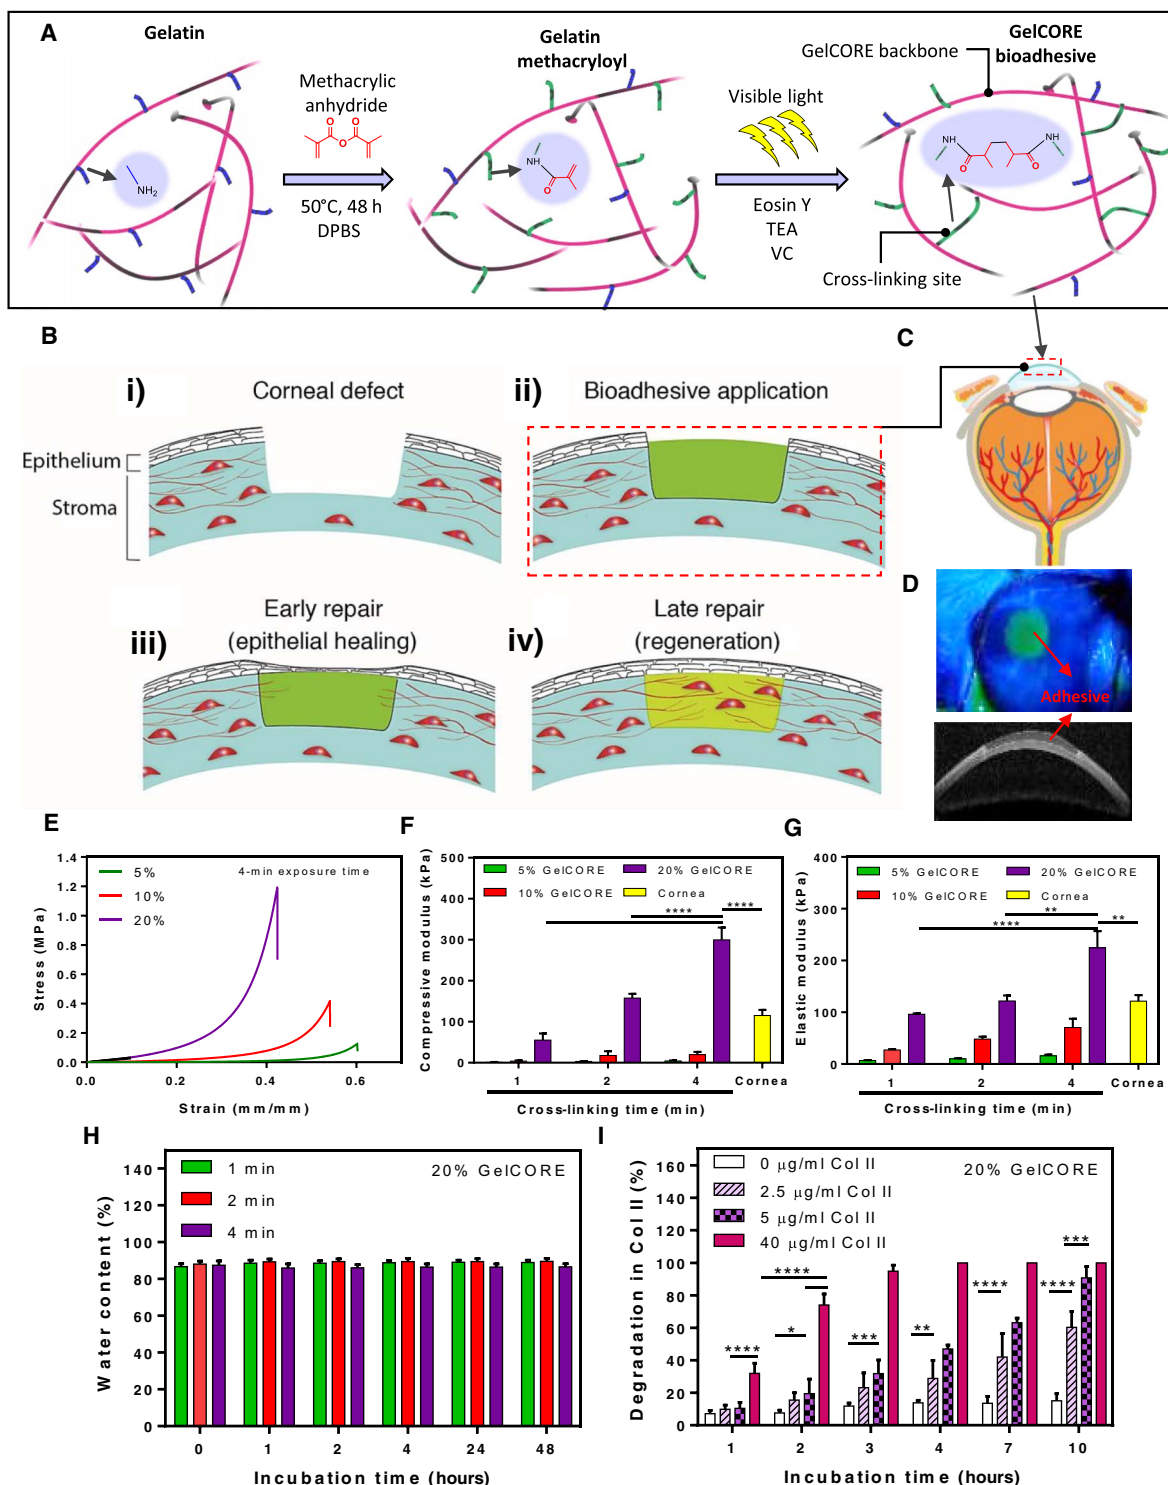 A
Gelatin
Methacrylic
anhydride
O O
O
NH₂
50°C, 48 h
DPBS
Gelatin
methacryloyl
NH
O
Visible light
Eosin Y
TEA
VC
GelCORE
bioadhesive
GelCORE backbone
NH
O
O
NH
Cross-linking site
B
i)
Corneal defect
Epithelium
Stroma
ii)
Bioadhesive application
iii)
Early repair
(epithelial healing)
iv)
Late repair
(regeneration)
C
D
Adhesive
E
Stress (MPa)
1.4
1.2
1.0
0.8
0.6
0.4
0.2
0.0
5%
10%
20%
4-min exposure time
0.0 0.2 0.4 0.6
Strain (mm/mm)
F
Compressive modulus (kPa)
500
400
300
200
100
0
5% GelCORE
10% GelCORE
20% GelCORE
Cornea
**** ****
1 2 4 Cornea
Cross-linking time (min)
G
Elastic modulus (kPa)
400
300
200
100
0
5% GelCORE
10% GelCORE
20% GelCORE
Cornea
**
**** **
1 2 4 Cornea
Cross-linking time (min)
H
Water content (%)
140
120
100
80
60
40
20
0
1 min
2 min
4 min
20% GelCORE
0 1 2 4 24 48
Incubation time (hours)
I
Degradation in Col II (%)
160
140
120
100
80
60
40
20
0
0 μg/ml Col II
2.5 μg/ml Col II
5 μg/ml Col II
40 μg/ml Col II
20% GelCORE
****
****
*
***
**
****
***
****
1 2 3 4 7 10
Incubation time (hours)